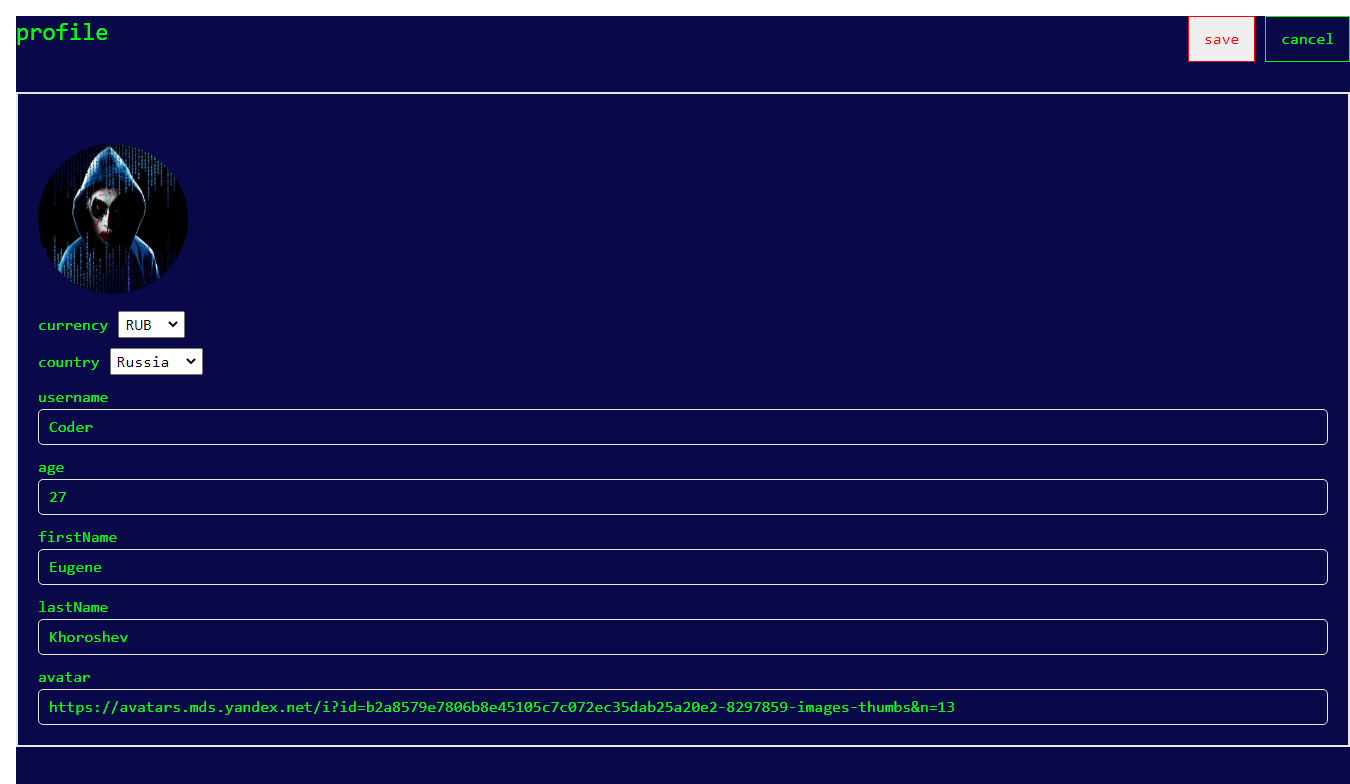 profile
save cancel
currency RUB
country Russia
username
Coder
age
27
firstName
Eugene
lastName
Khoroshev
avatar
https://avatars.mds.yandex.net/i?id=b2a8579e7806b8e45105c7c072ec35dab25a20e2-8297859-images-thumbs&n=13